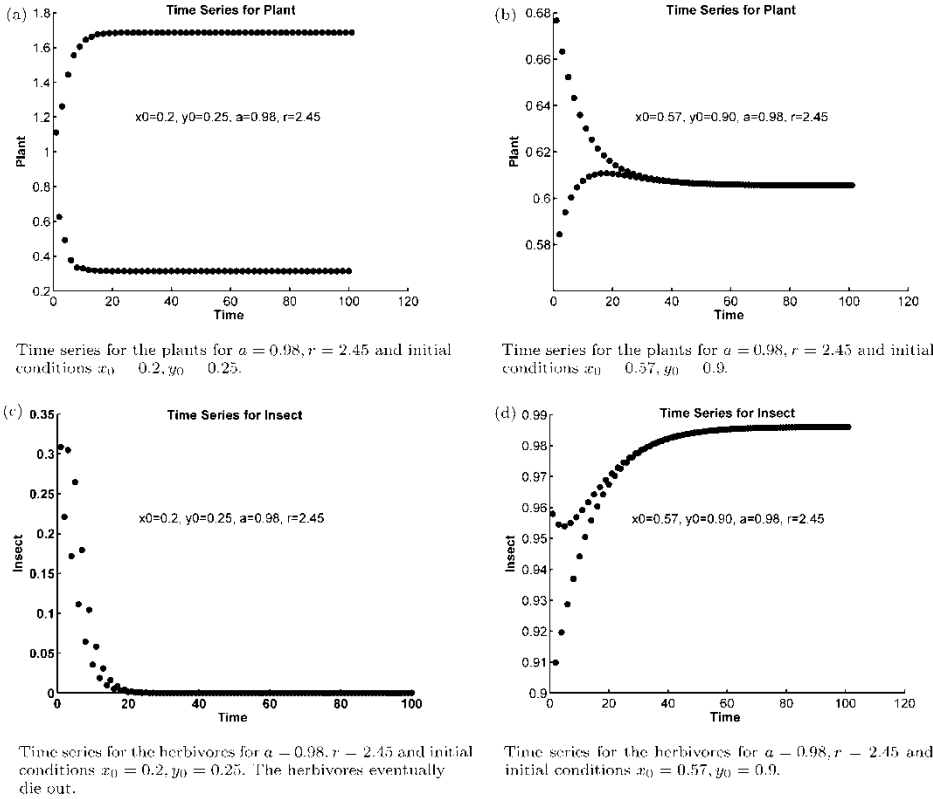 (a)
Time Series for Plant
1.8
1.6
1.4
1.2
1
0.8
0.6
0.4
0.2
Plant
x0=0.2, y0=0.25, a=0.98, r=2.45
0 20 40 60 80 100 120
Time
Time series for the plants for a = 0.98, r = 2.45 and initial
conditions x0 0.2, y0 0.25.
(b)
Time Series for Plant
0.68
0.66
0.64
0.62
0.6
0.58
Plant
x0=0.57, y0=0.90, a=0.98, r=2.45
0 20 40 60 80 100 120
Time
Time series for the plants for a = 0.98, r = 2.45 and initial
conditions x0 0.57, y0 0.9.
(c)
Time Series for Insect
0.35
0.3
0.25
0.2
0.15
0.1
0.05
0
Insect
x0=0.2, y0=0.25, a=0.98, r=2.45
0 20 40 60 80 100
Time
Time series for the herbivores for a – 0.98, r – 2.45 and initial
conditions x0 = 0.2, y0 = 0.25. The herbivores eventually
die out.
(d)
Time Series for Insect
0.99
0.98
0.97
0.96
0.95
0.94
0.93
0.92
0.91
0.9
Insect
x0=0.57, y0=0.90, a=0.98, r=2.45
0 20 40 60 80 100 120
Time
Time series for the herbivores for a – 0.98, r – 2.45 and
initial conditions x0 = 0.57, y0 = 0.9.